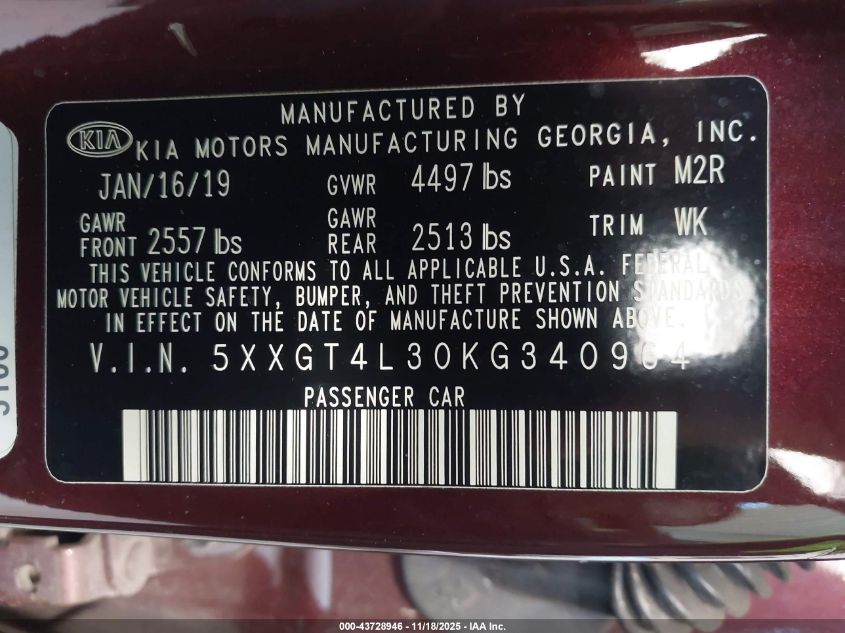 MANUFACTURED BY
KIA KIA MOTORS MANUFACTURING GEORGIA, INC.
JAN/16/19 GVWR 4497 lbs PAINT M2R
GAWR FRONT 2557 lbs GAWR REAR 2513 lbs TRIM WK
THIS VEHICLE CONFORMS TO ALL APPLICABLE U.S.A. FEDERAL
MOTOR VEHICLE SAFETY, BUMPER, AND THEFT PREVENTION STANDARDS
IN EFFECT ON THE DATE OF MANUFACTURE SHOWN ABOVE.
V.I.N. 5XXGT4L30KG340964
PASSENGER CAR
000-43728946 - 11/18/2025 - IAA Inc.